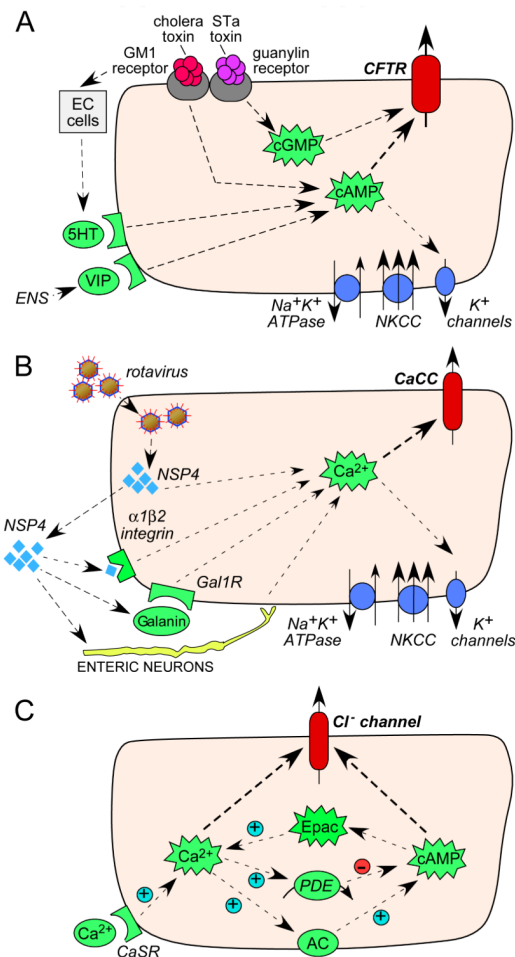 A
cholera
toxin
STa
toxin
GM1
receptor
guanylin
receptor
CFTR
EC
cells
cGMP
cAMP
5HT
VIP
ENS
Na+K+
ATPase
NKCC
K+
channels
B
rotavirus
CaCC
NSP4
Ca2+
NSP4
α1β2
integrin
Gal1R
Galanin
ENTERIC NEURONS
Na+K+
ATPase
NKCC
K+
channels
C
Cl- channel
+
Epac
Ca2+
cAMP
+
PDE
−
+
+
+
AC
Ca2+
CaSR